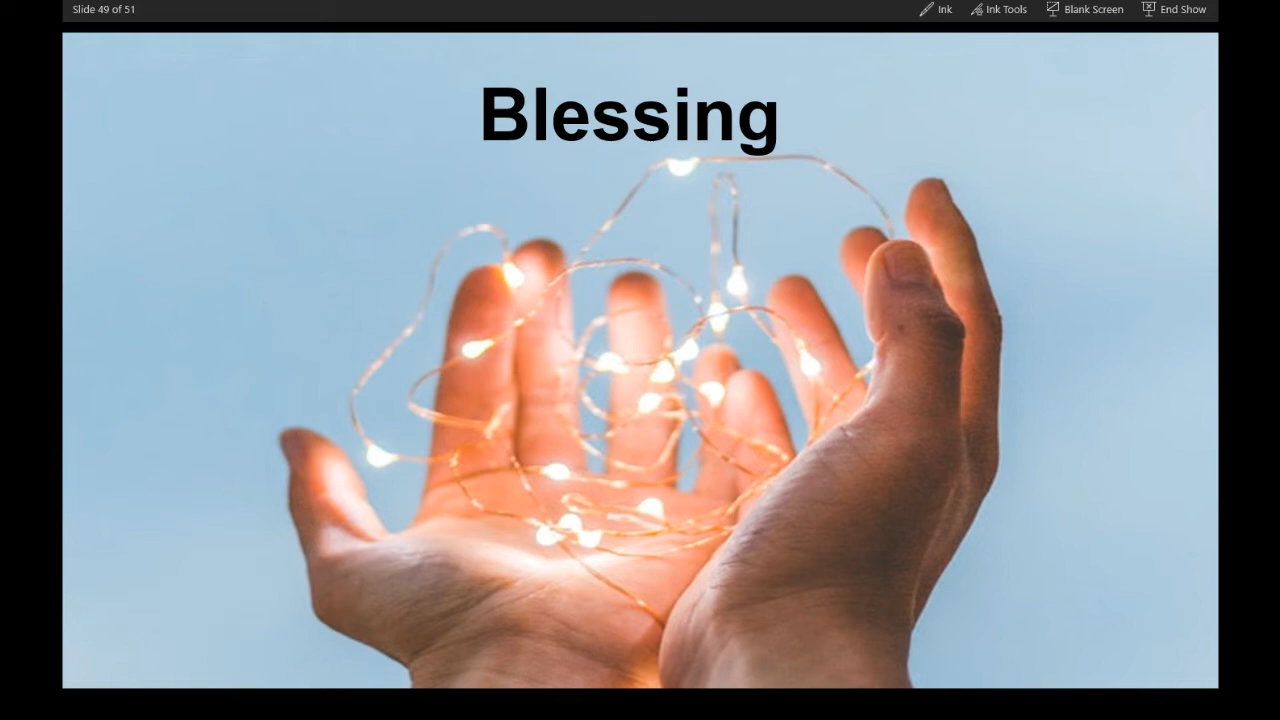 Slide 49 of 51
Ink
Ink Tools
Blank Screen
End Show
Blessing